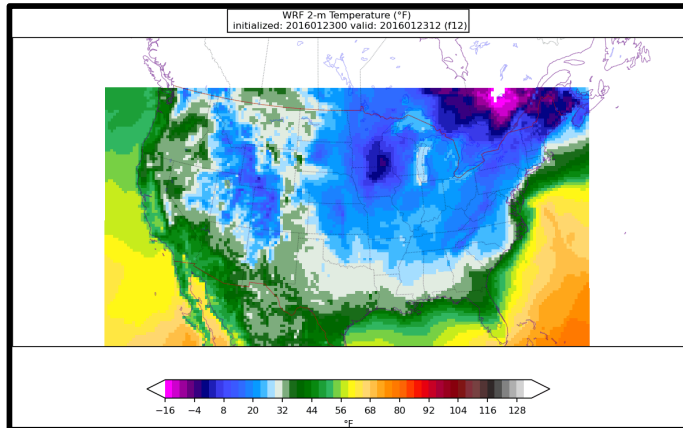 WRF 2-m Temperature (°F)
initialized: 2016012300 valid: 2016012312 (f12)
−16 −4 8 20 32 44 56 68 80 92 104 116 128
°F